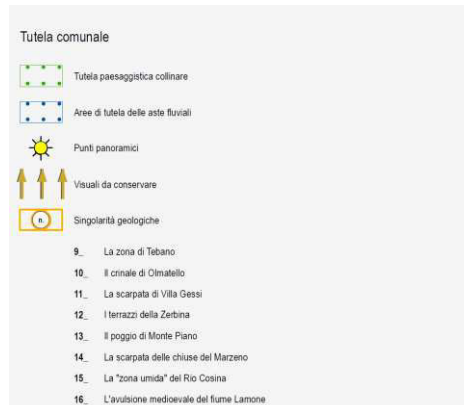 Tutela comunale
Tutela paesaggistica collinare
Aree di tutela delle aste fluviali
Punti panoramici
Visuali da conservare
n. Singolarità geologiche
9_ La zona di Tebano
10_ Il crinale di Olmatello
11_ La scarpata di Villa Gessi
12_ I terrazzi della Zerbina
13_ Il poggio di Monte Piano
14_ La scarpata delle chiuse del Marzeno
15_ La "zona umida" del Rio Cosina
16_ L'avulsione medioevale del fiume Lamone